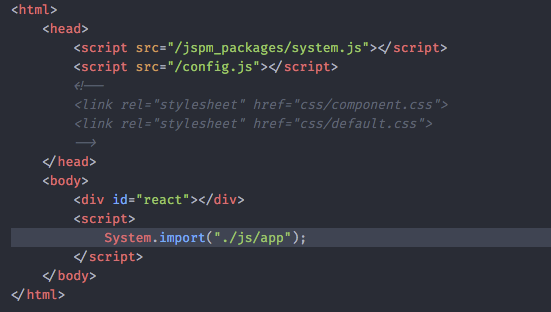 <html>
<head>
<script src="/jspm_packages/system.js"></script>
<script src="/config.js"></script>
<!--
<link rel="stylesheet" href="css/component.css">
<link rel="stylesheet" href="css/default.css">
-->
</head>
<body>
<div id="react"></div>
<script>
System.import("./js/app");
</script>
</body>
</html>